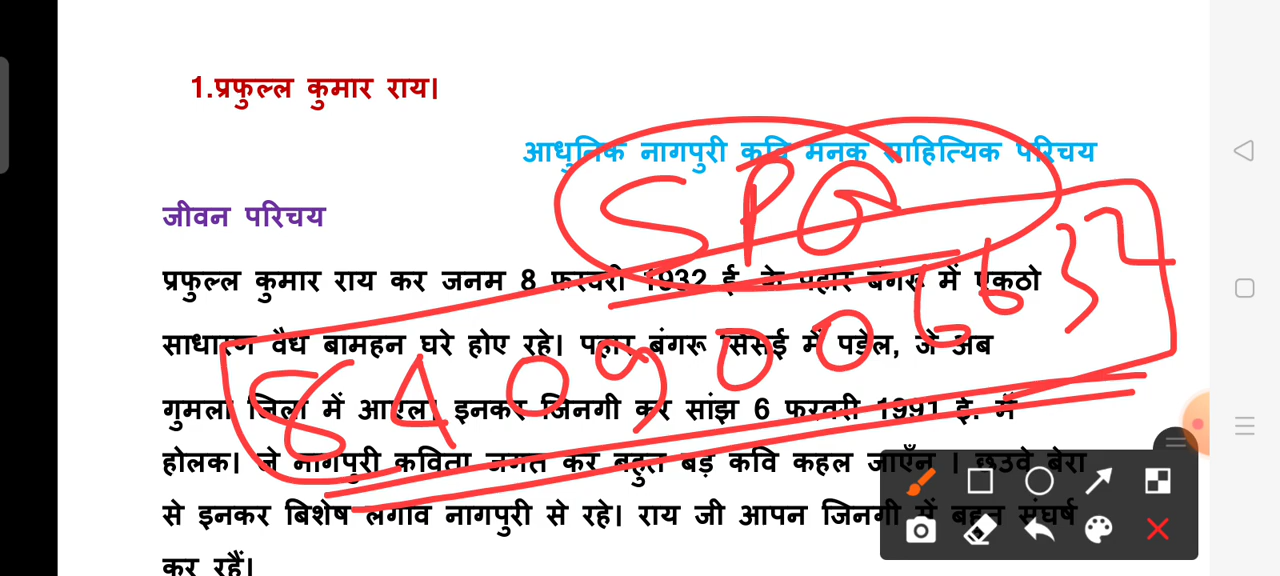 1.प्रफुल्ल कुमार राय।
आधुनिक नागपुरी कवि मनक साहित्यिक परिचय
SPG
जीवन परिचय
प्रफुल्ल कुमार राय कर जनम 8 फरवरी 1932 ई. के पहार बंगरू में एकठो
साधारण वैध बामहन घरे होए रहे। पहार बंगरू सिसई में पड़ेल, जे अब
गुमला जिला में आएल। इनकर जिनगी कर सांझ 6 फरवरी 1991 ई. में
होलक। जे नागपुरी कविता जगत कर बहुत बड़ कवि कहल जाएँन । छउवे बेरा
से इनकर बिशेष लगाव नागपुरी से रहे। राय जी आपन जिनगी में बहुत संघर्ष
कर रहैं।